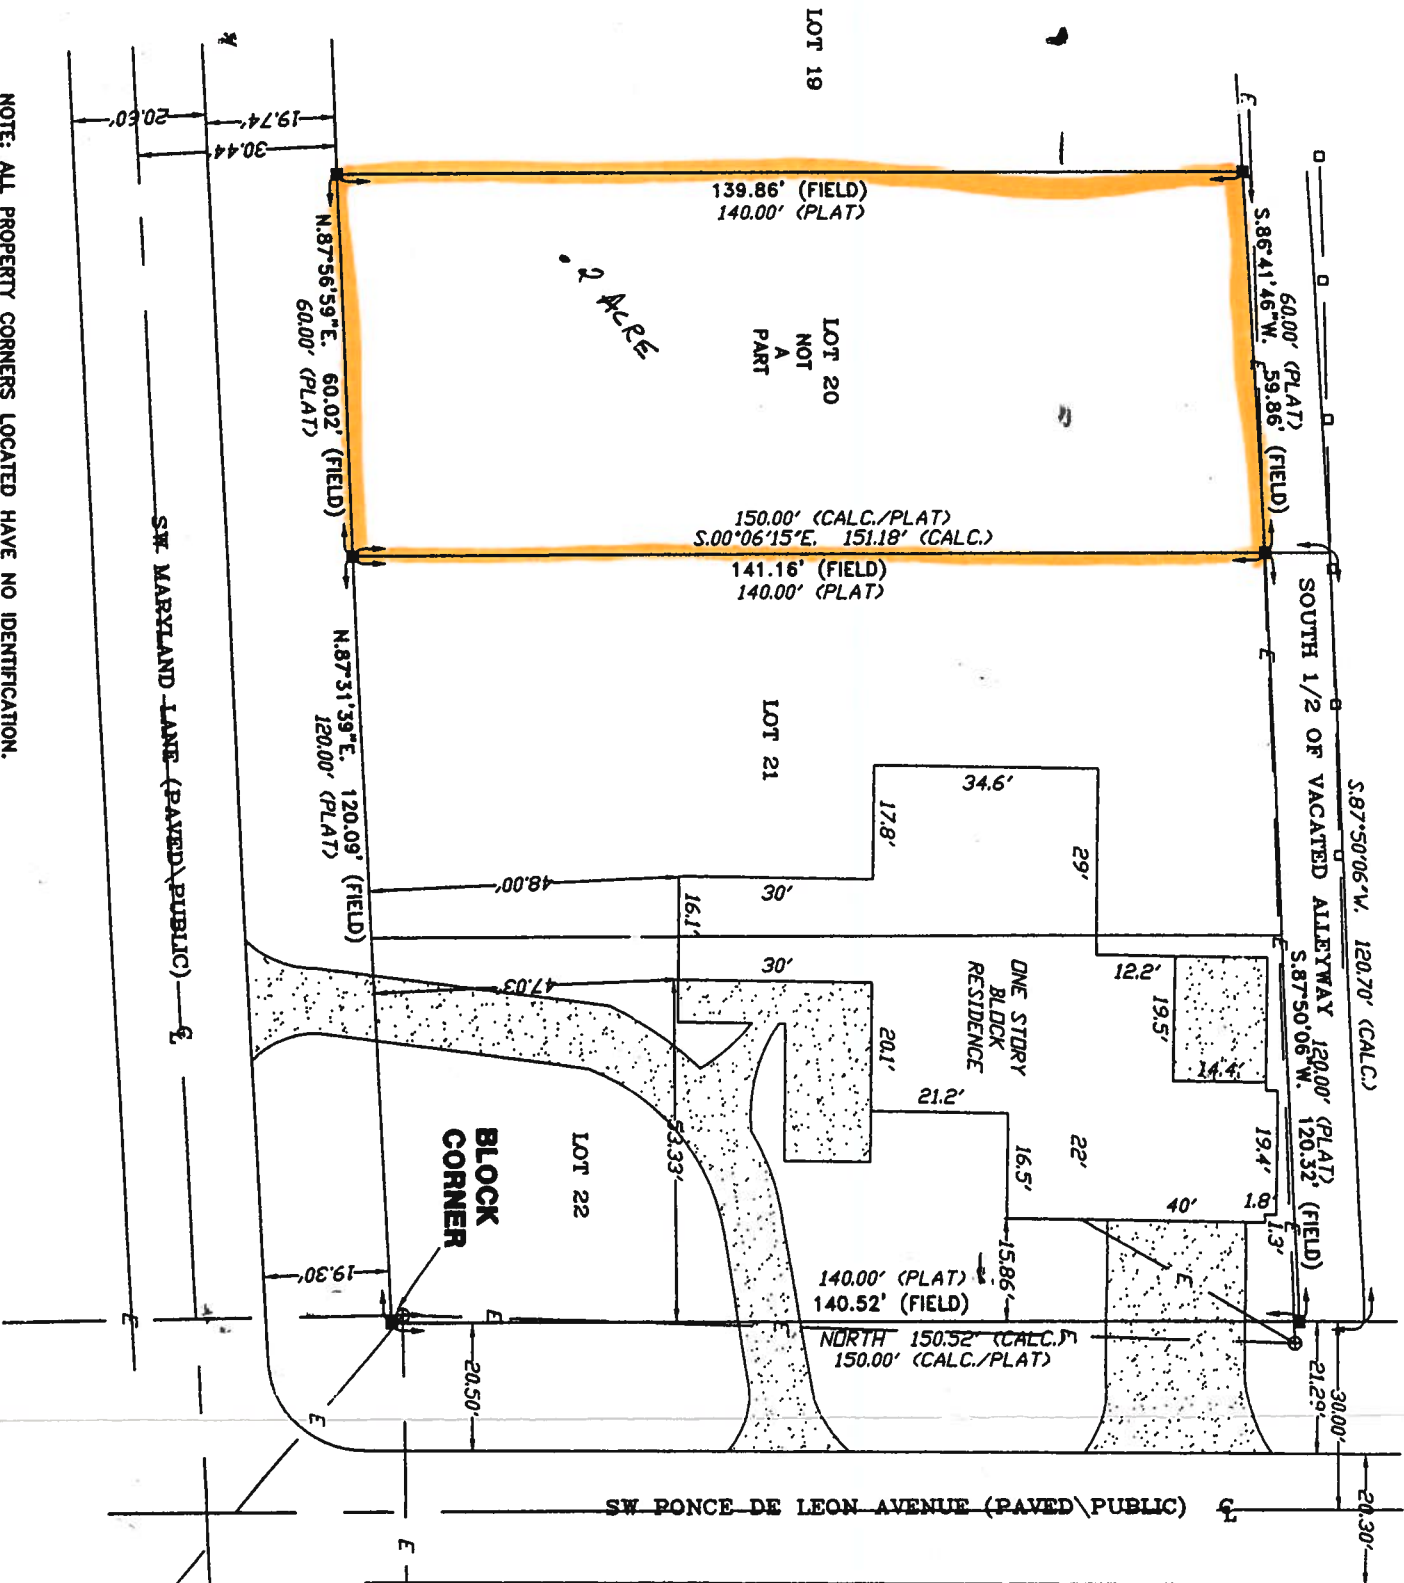 LOT 19
20.60'
19.74'
30.44'
139.86' (FIELD)
140.00' (PLAT)
N.87°56'59"E. 60.02' (FIELD)
60.00' (PLAT)
. 2 ACRE
LOT 20
NOT
A
PART
60.00' (PLAT)
S.86°41'46"W. 59.86' (FIELD)
E
E
150.00' (CALC./PLAT)
S.00°06'15"E. 151.18' (CALC.)
141.16' (FIELD)
140.00' (PLAT)
NOTE: ALL PROPERTY CORNERS LOCATED HAVE NO IDENTIFICATION.
SW MARYLAND LANE (PAVED\PUBLIC)
N.87°31'39"E. 120.09' (FIELD)
120.00' (PLAT)
LOT 21
E
SOUTH 1/2 OF VACATED ALLEYWAY 120.00' (PLAT)
S.87°50'06"W. 120.32' (FIELD)
S.87°50'06"W. 120.70' (CALC.)
34.6'
17.8'
29'
48.00'
30'
16.1'
12.2'
E
47.03'
30'
19.5'
14.4'
ONE STORY
BLOCK
RESIDENCE
20.1'
21.2'
53.33'
16.5'
22'
19.4'
1.8'
40'
1.3'
E
LOT 22
BLOCK
CORNER
15.86'
E
19.30'
140.00' (PLAT)
140.52' (FIELD)
NORTH 150.52' (CALC.)
150.00' (CALC./PLAT)
E
E
E
E
20.50'
21.29'
30.00'
E
SW PONCE DE LEON AVENUE (PAVED\PUBLIC)
20.30'
E